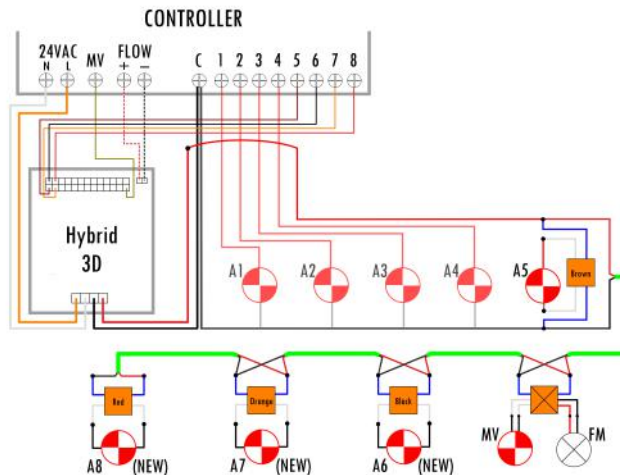 CONTROLLER
24VAC
N L MV FLOW + − C 1 2 3 4 5 6 7 8
Hybrid
3D
A1 A2 A3 A4 A5 Brown
Red Orange Black
MV FM
A8 (NEW) A7 (NEW) A6 (NEW)